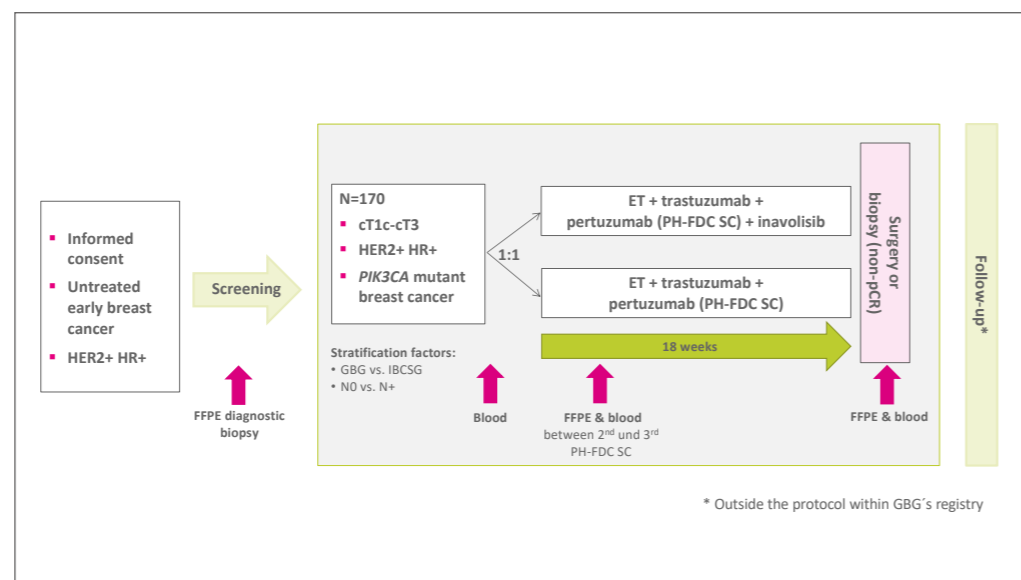 ▪ Informed
consent
▪ Untreated
early breast
cancer
▪ HER2+ HR+
Screening
FFPE diagnostic
biopsy
N=170
▪ cT1c-cT3
▪ HER2+ HR+
▪ PIK3CA mutant
breast cancer
Stratification factors:
• GBG vs. IBCSG
• N0 vs. N+
1:1
Blood
ET + trastuzumab +
pertuzumab (PH-FDC SC) + inavolisib
ET + trastuzumab +
pertuzumab (PH-FDC SC)
18 weeks
FFPE & blood
between 2nd und 3rd
PH-FDC SC
Surgery or
biopsy (non-pCR)
FFPE & blood
Follow-up*
* Outside the protocol within GBG´s registry